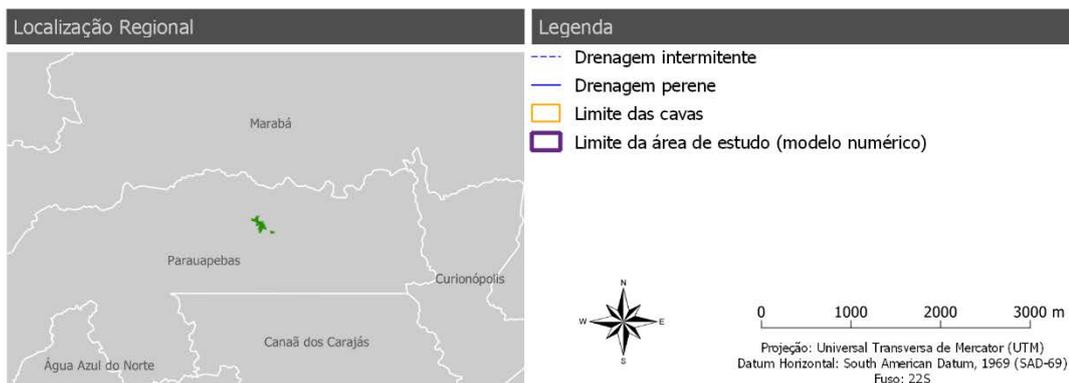 Localização Regional
Marabá
Parauapebas
Curionópolis
Canaã dos Carajás
Água Azul do Norte
Legenda
Drenagem intermitente
Drenagem perene
Limite das cavas
Limite da área de estudo (modelo numérico)
N
W E
S
0 1000 2000 3000 m
Projeção: Universal Transversa de Mercator (UTM)
Datum Horizontal: South American Datum, 1969 (SAD-69)
Fuso: 22S